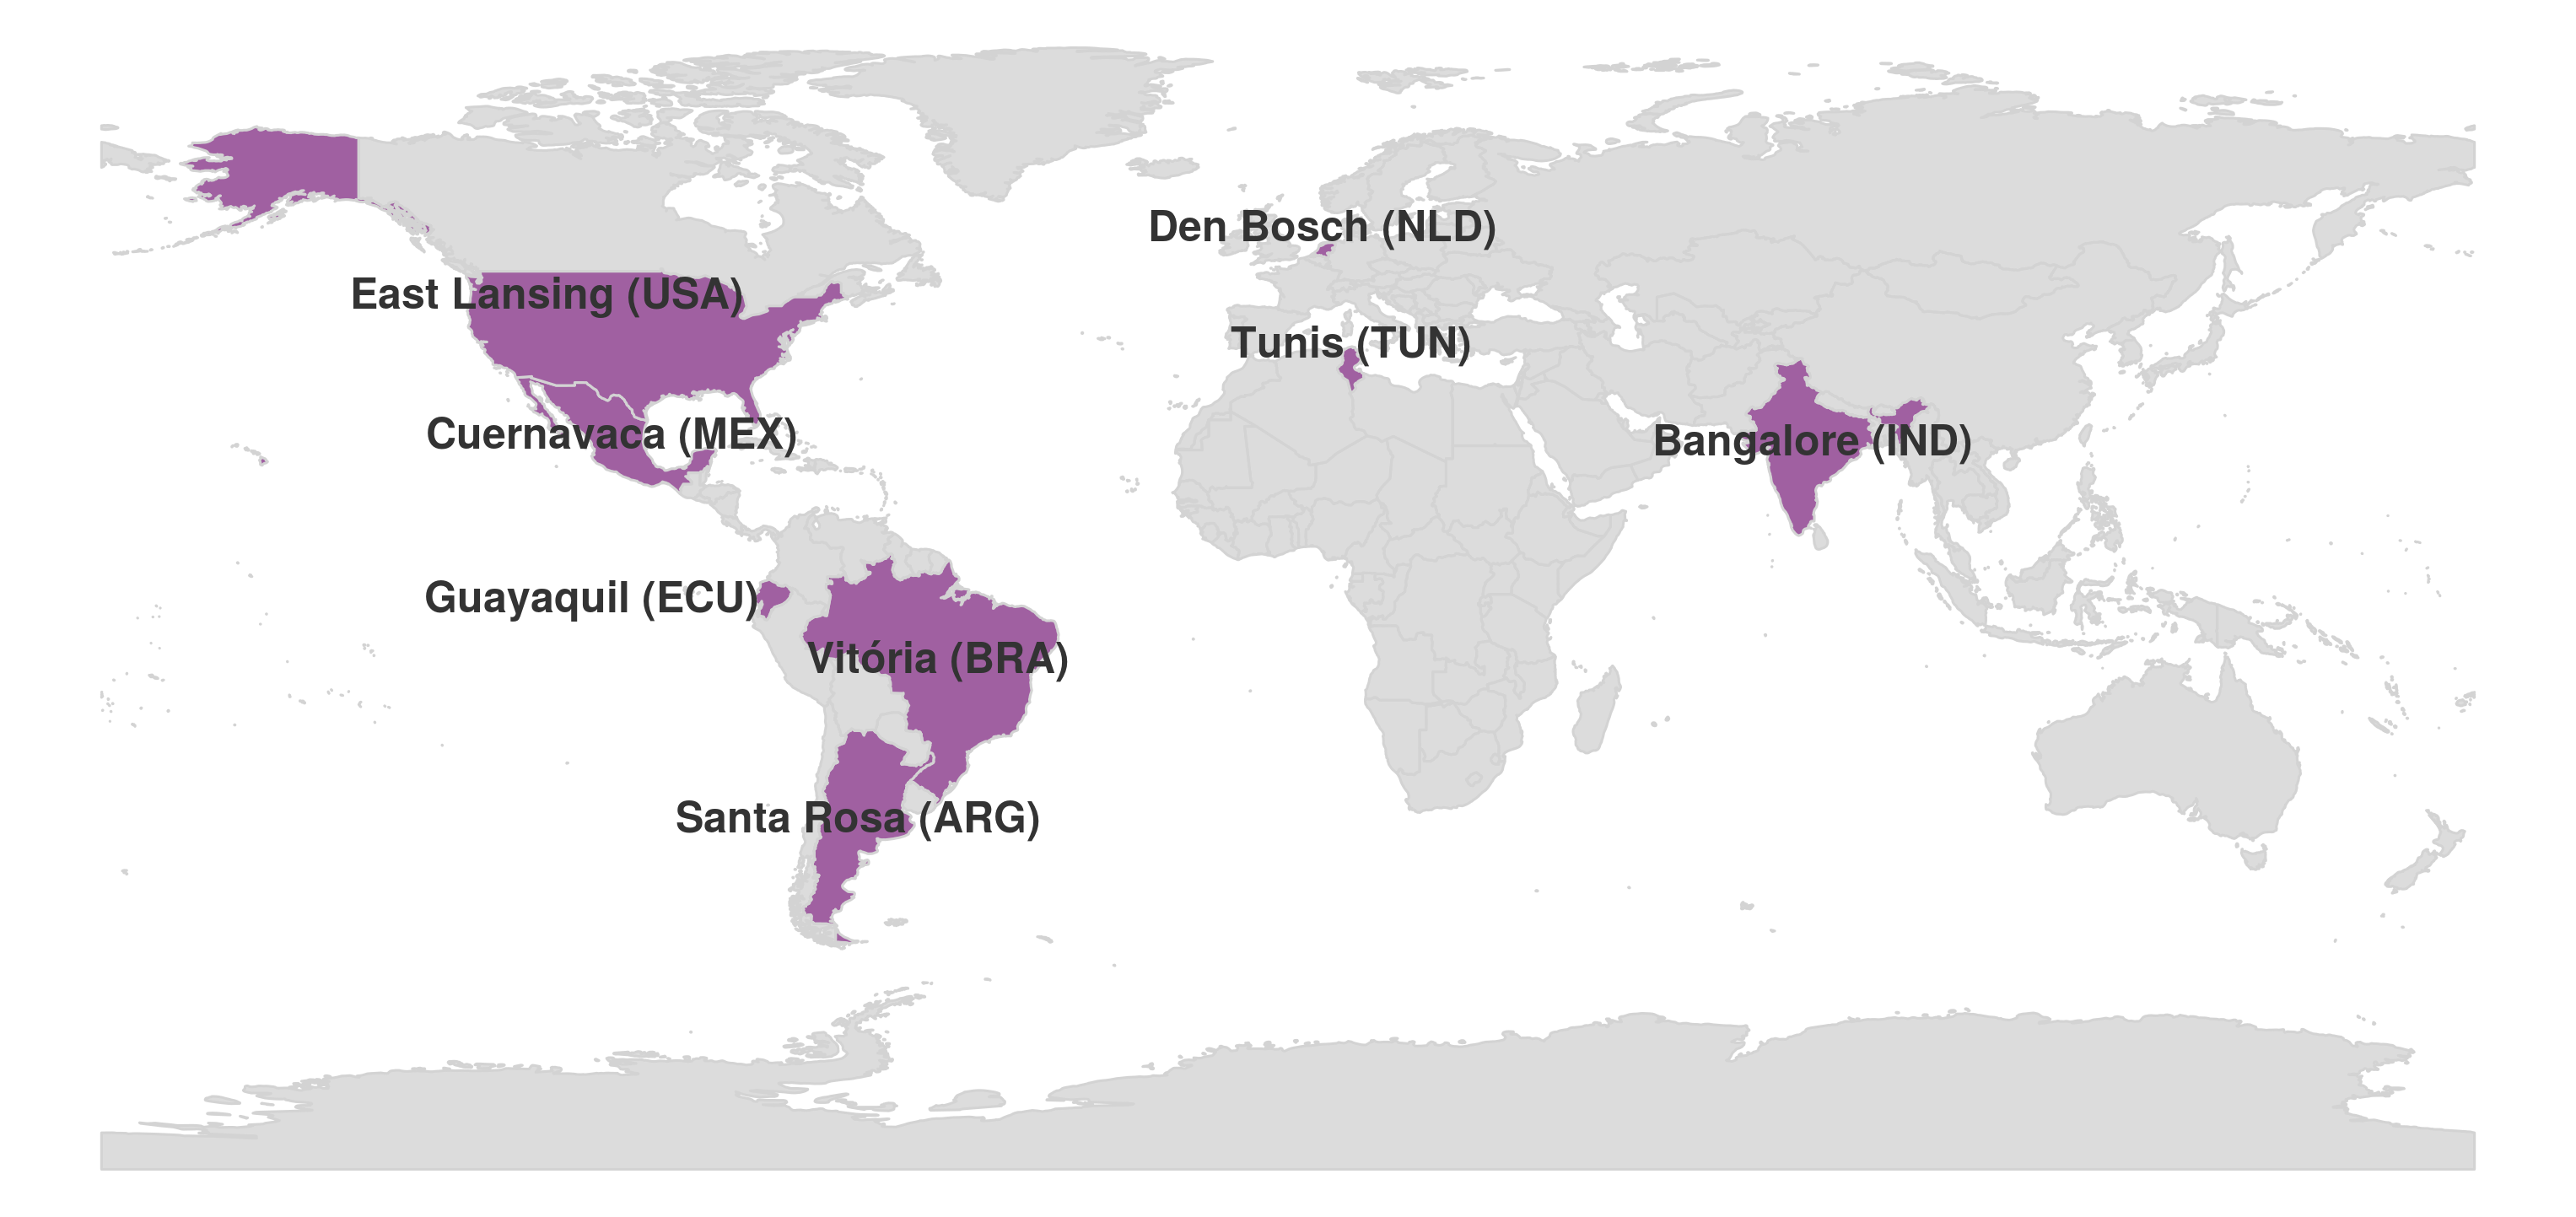 Den Bosch (NLD)
East Lansing (USA)
Tunis (TUN)
Cuernavaca (MEX)
Bangalore (IND)
Guayaquil (ECU)
Vitória (BRA)
Santa Rosa (ARG)